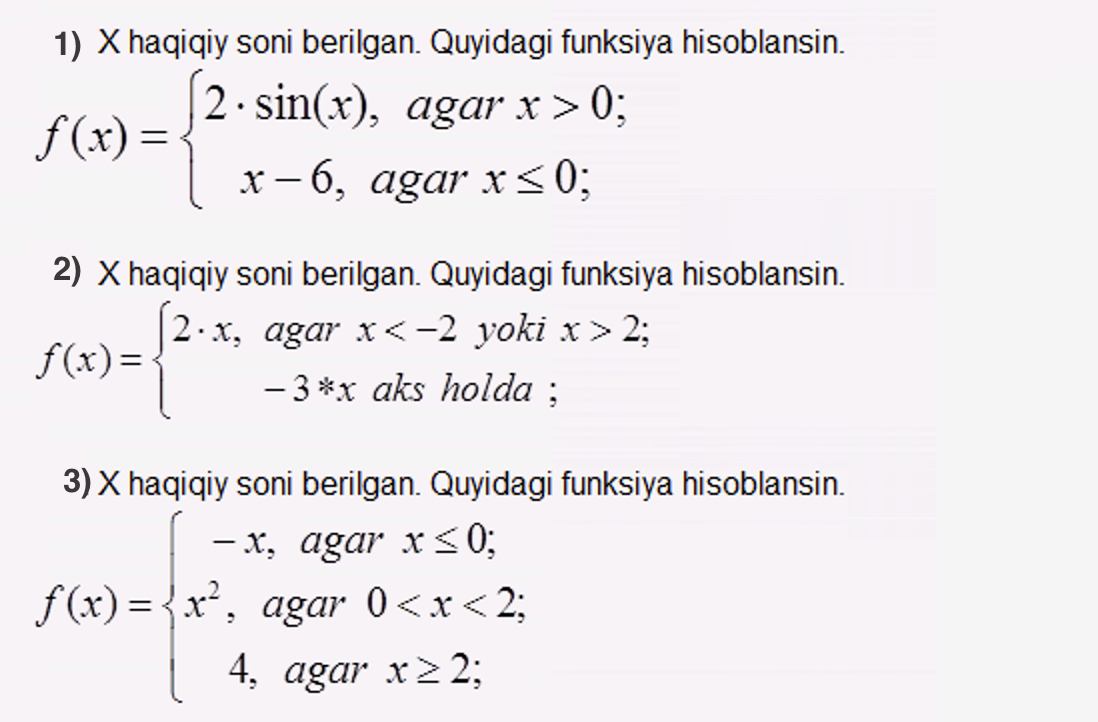 1) X haqiqiy soni berilgan. Quyidagi funksiya hisoblansin.
f(x) = { 2 · sin(x), agar x > 0;
x − 6, agar x ≤ 0;
2) X haqiqiy soni berilgan. Quyidagi funksiya hisoblansin.
f(x) = { 2 · x, agar x < −2 yoki x > 2;
− 3 *x aks holda ;
3) X haqiqiy soni berilgan. Quyidagi funksiya hisoblansin.
− x, agar x ≤ 0;
f(x) = { x², agar 0 < x < 2;
4, agar x ≥ 2;